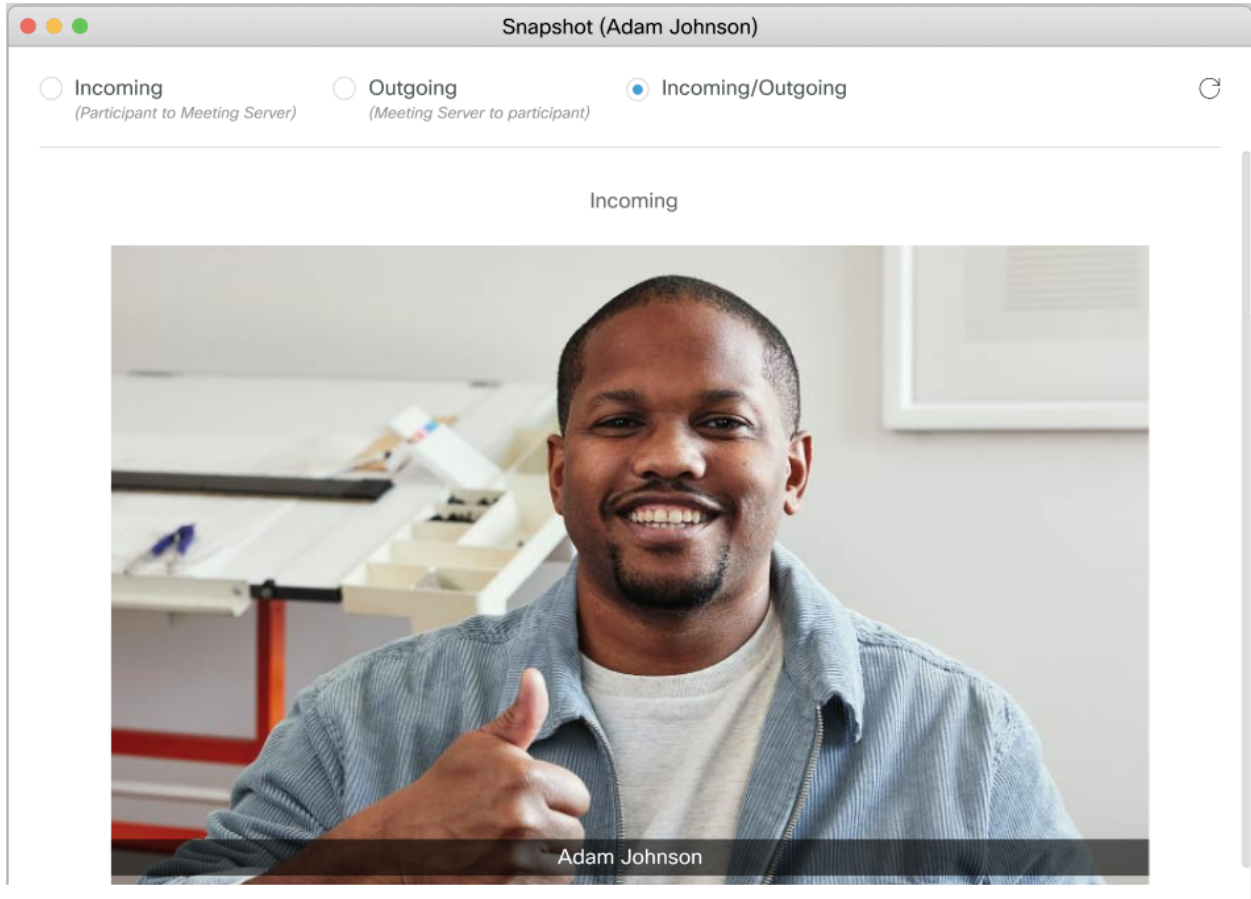 Snapshot (Adam Johnson)
Incoming
(Participant to Meeting Server)
Outgoing
(Meeting Server to participant)
Incoming/Outgoing
Incoming
Adam Johnson